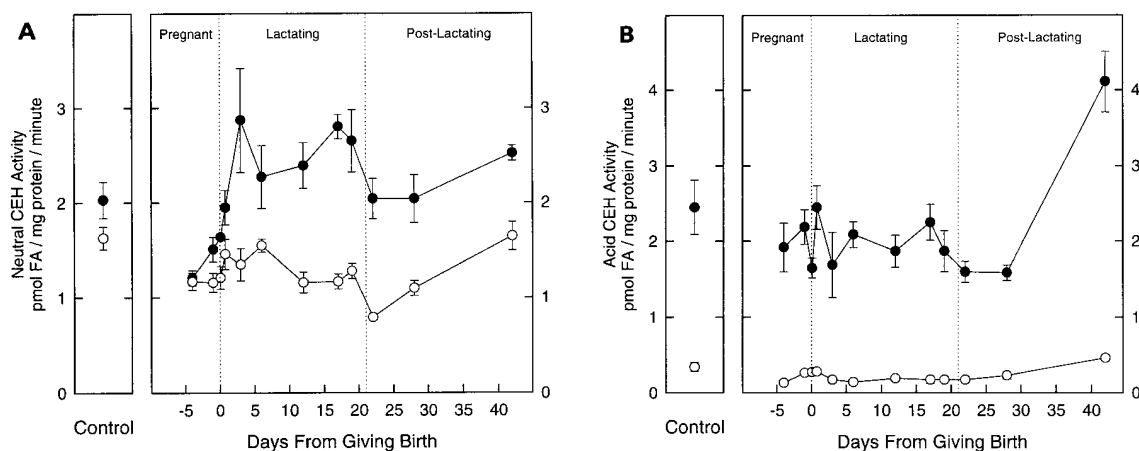 A
Pregnant
Lactating
Post-Lactating
Neutral CEH Activity
pmol FA / mg protein / minute
3
2
1
0
3
2
1
0
-5
0
5
10
15
20
25
30
35
40
Control
Days From Giving Birth
B
Pregnant
Lactating
Post-Lactating
Acid CEH Activity
pmol FA / mg protein / minute
4
3
2
1
0
4
3
2
1
0
-5
0
5
10
15
20
25
30
35
40
Control
Days From Giving Birth